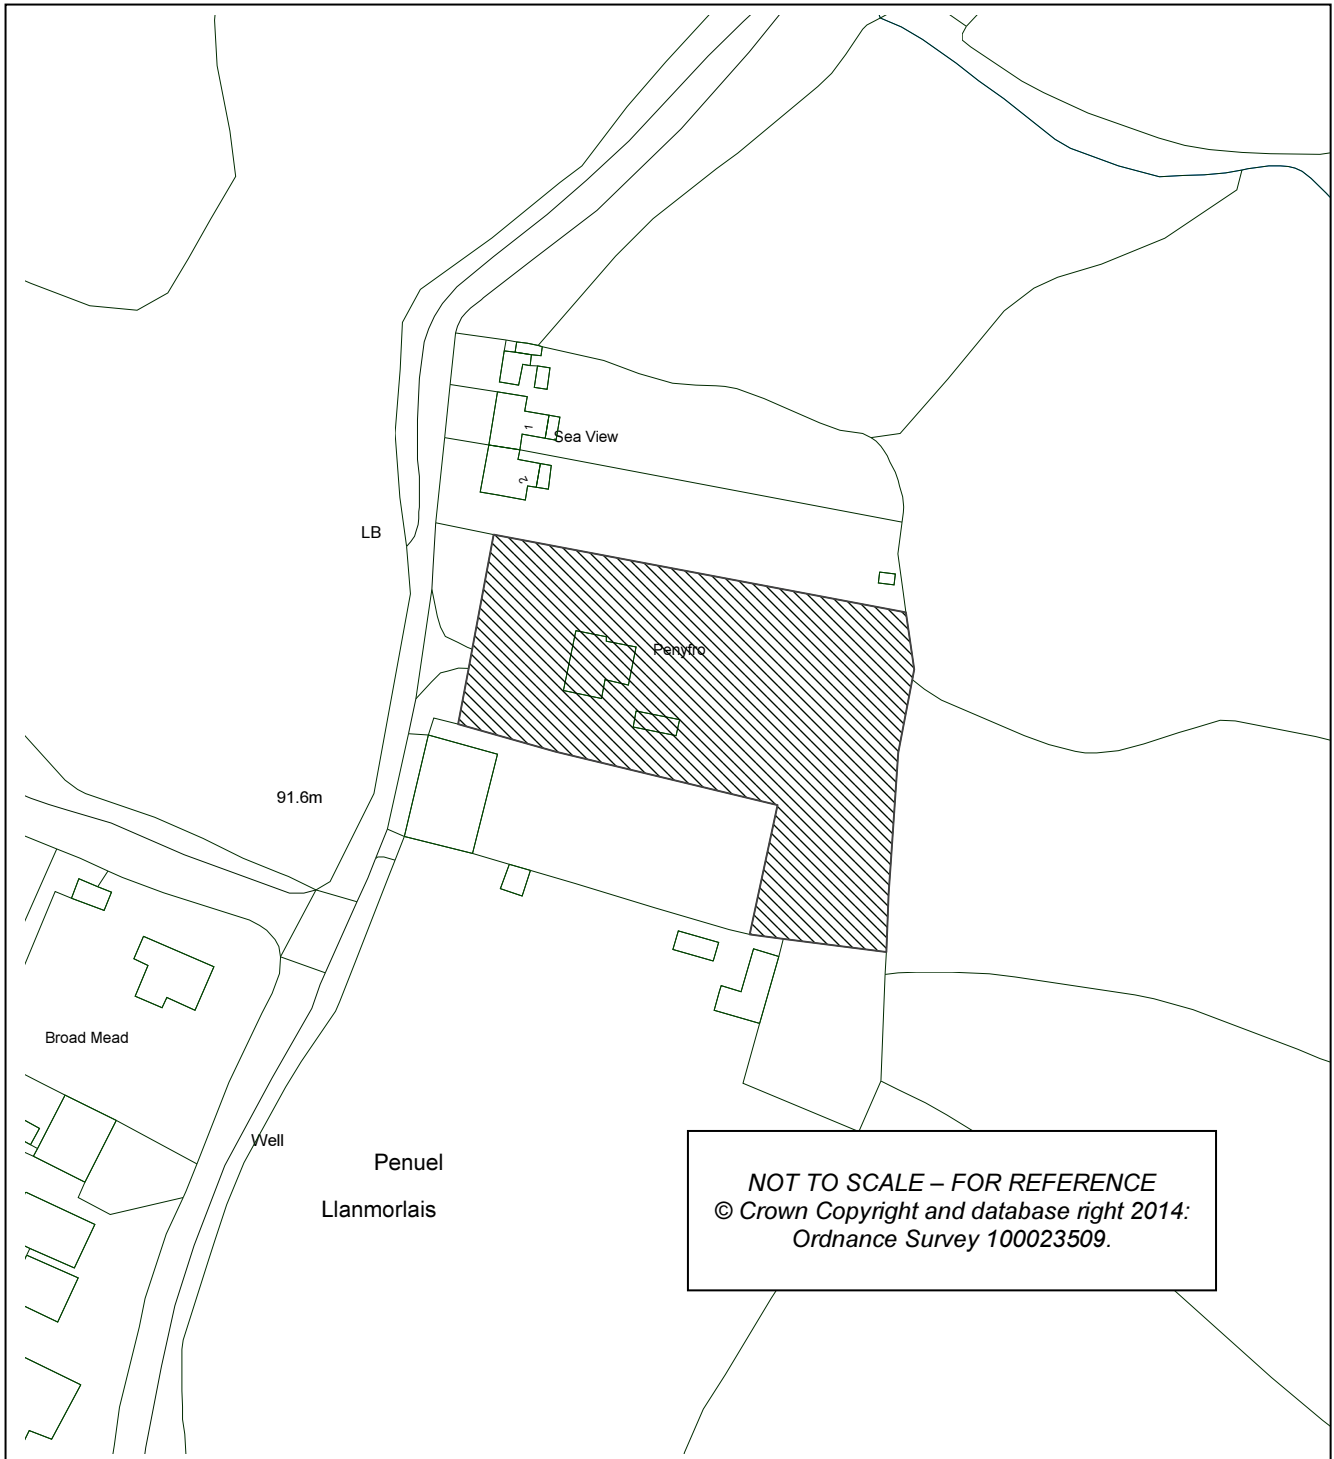 1
Sea View
2
LB
Penyfro
91.6m
Broad Mead
Well
Penuel
Llanmorlais
NOT TO SCALE – FOR REFERENCE
© Crown Copyright and database right 2014:
Ordnance Survey 100023509.